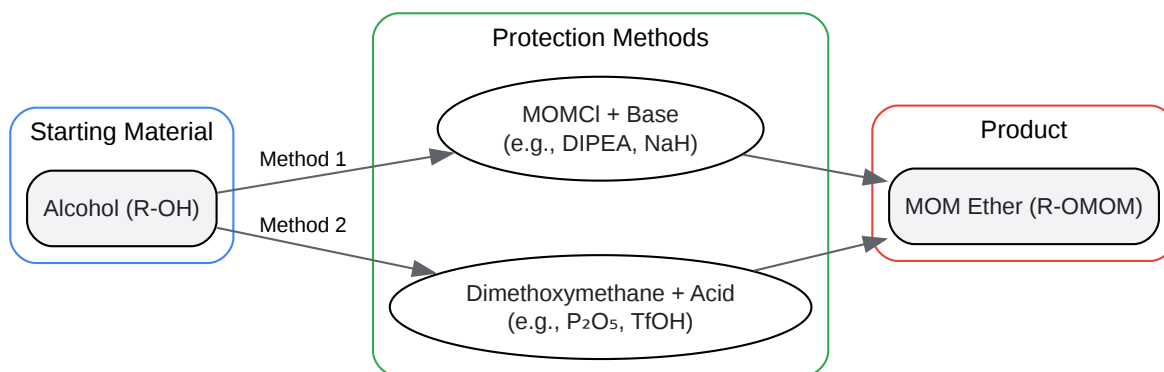 Protection Methods
Starting Material
Alcohol (R-OH)
Method 1
Method 2
MOMCl + Base
(e.g., DIPEA, NaH)
Dimethoxymethane + Acid
(e.g., P₂O₅, TfOH)
Product
MOM Ether (R-OMOM)